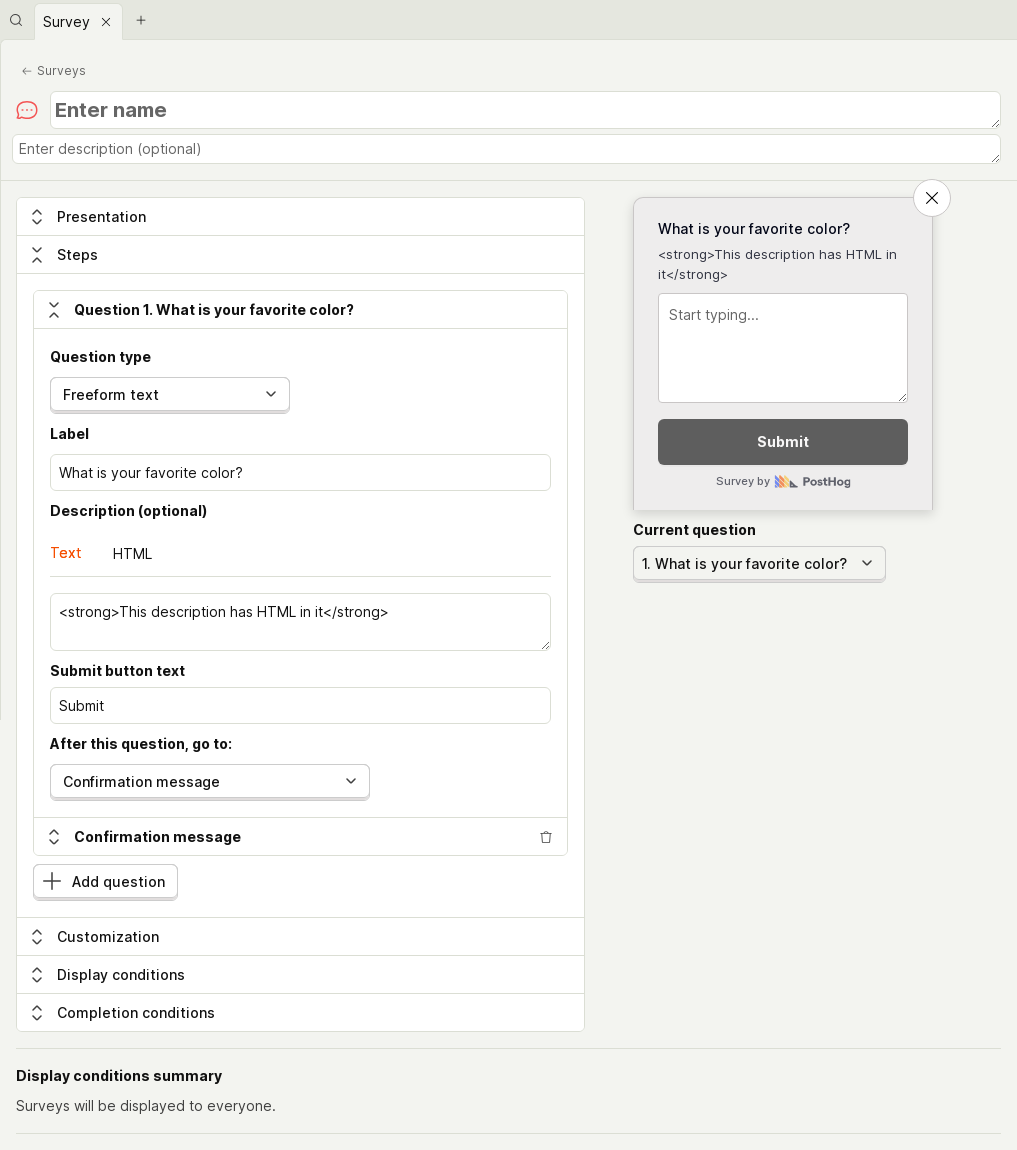 Survey
Surveys
Enter name
Enter description (optional)
Presentation
Steps
Question 1. What is your favorite color?
Question type
Freeform text
Label
What is your favorite color?
Description (optional)
Text HTML
<strong>This description has HTML in it</strong>
Submit button text
Submit
After this question, go to:
Confirmation message
Confirmation message
Add question
Customization
Display conditions
Completion conditions
What is your favorite color?
<strong>This description has HTML in
it</strong>
Start typing...
Submit
Survey by PostHog
Current question
1. What is your favorite color?
Display conditions summary
Surveys will be displayed to everyone.